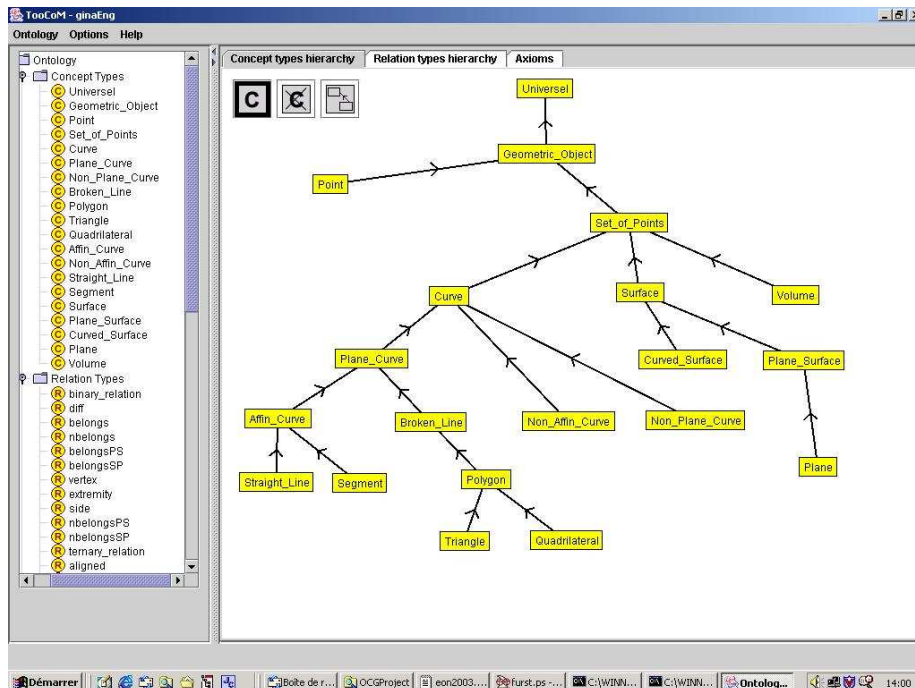 TooCoM - ginaEng
Ontology Options Help
Ontology
Concept Types
C Universel
C Geometric_Object
C Point
C Set_of_Points
C Curve
C Plane_Curve
C Non_Plane_Curve
C Broken_Line
C Polygon
C Triangle
C Quadrilateral
C Affin_Curve
C Non_Affin_Curve
C Straight_Line
C Segment
C Surface
C Plane_Surface
C Curved_Surface
C Plane
C Volume
Relation Types
R binary_relation
R diff
R belongs
R nbelongs
R belongsPS
R belongsSP
R vertex
R extremity
R side
R nbelongsPS
R nbelongsSP
R ternary_relation
R aligned
Concept types hierarchy Relation types hierarchy Axioms
C C
Universel
Geometric_Object
Point
Set_of_Points
Curve Surface Volume
Plane_Curve Curved_Surface Plane_Surface
Affin_Curve Broken_Line Non_Affin_Curve Non_Plane_Curve
Straight_Line Segment Polygon Plane
Triangle Quadrilateral
Démarrer Boîte de r... OCGProject eon2003.... furst.ps -... C:\WINN... C:\WINN... Ontolog... 14:00